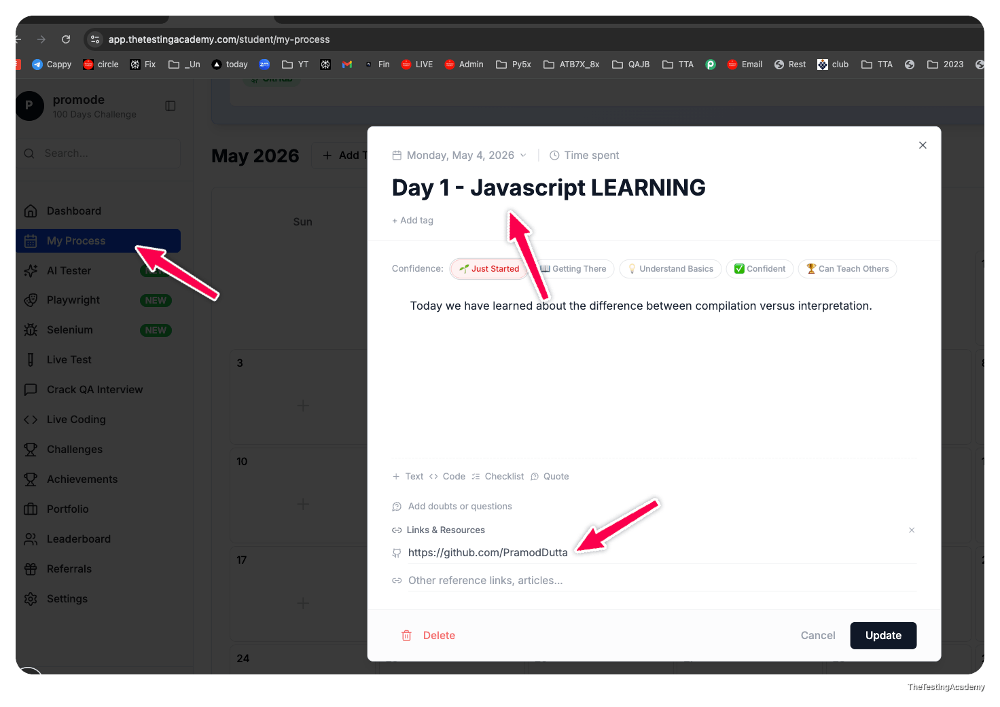 app.thetestingacademy.com/student/my-process
Cappy circle Fix _Un today zm YT Fin LIVE Admin Py5x ATB7X_8x QAJB TTA Email Rest club TTA 2023
GitHub
P promode
100 Days Challenge
Search...
May 2026 + Add T
Sun
Dashboard
My Process
AI Tester
Playwright NEW
Selenium NEW
Live Test
Crack QA Interview
Live Coding
Challenges
Achievements
Portfolio
Leaderboard
Referrals
Settings
3
10
17
24
Monday, May 4, 2026 Time spent
Day 1 - Javascript LEARNING
+ Add tag
Confidence: 🌱 Just Started 📖 Getting There 💡 Understand Basics ✅ Confident 🏆 Can Teach Others
Today we have learned about the difference between compilation versus interpretation.
+ Text <> Code Checklist Quote
Add doubts or questions
Links & Resources
https://github.com/PramodDutta
Other reference links, articles...
Delete Cancel Update
TheTestingAcademy